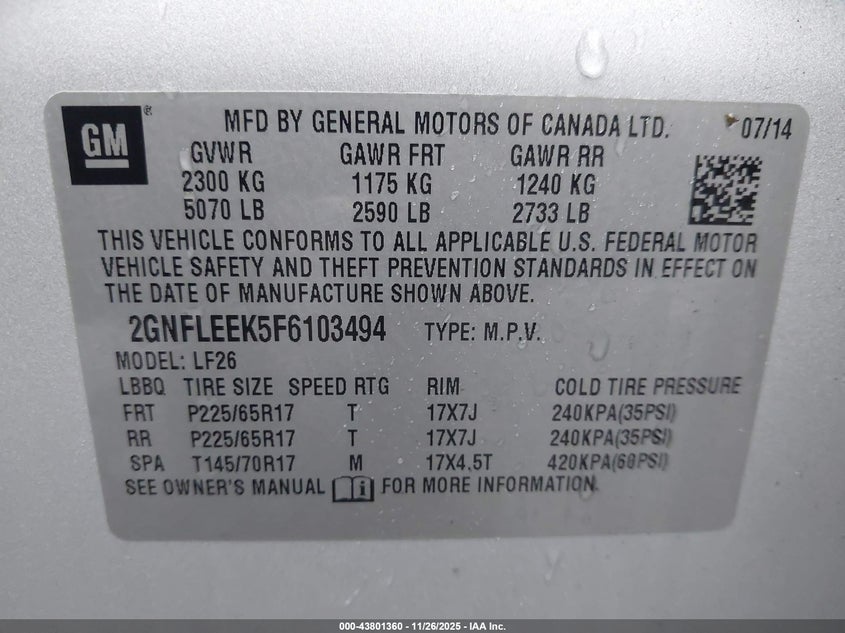 GM ®
MFD BY GENERAL MOTORS OF CANADA LTD. 07/14
GVWR GAWR FRT GAWR RR
2300 KG 1175 KG 1240 KG
5070 LB 2590 LB 2733 LB
THIS VEHICLE CONFORMS TO ALL APPLICABLE U.S. FEDERAL MOTOR
VEHICLE SAFETY AND THEFT PREVENTION STANDARDS IN EFFECT ON
THE DATE OF MANUFACTURE SHOWN ABOVE.
2GNFLEEK5F6103494 TYPE: M.P.V.
MODEL: LF26
LBBQ TIRE SIZE SPEED RTG RIM COLD TIRE PRESSURE
FRT P225/65R17 T 17X7J 240KPA(35PSI)
RR P225/65R17 T 17X7J 240KPA(35PSI)
SPA T145/70R17 M 17X4.5T 420KPA(60PSI)
SEE OWNER'S MANUAL i FOR MORE INFORMATION.
000-43801360 - 11/26/2025 - IAA Inc.